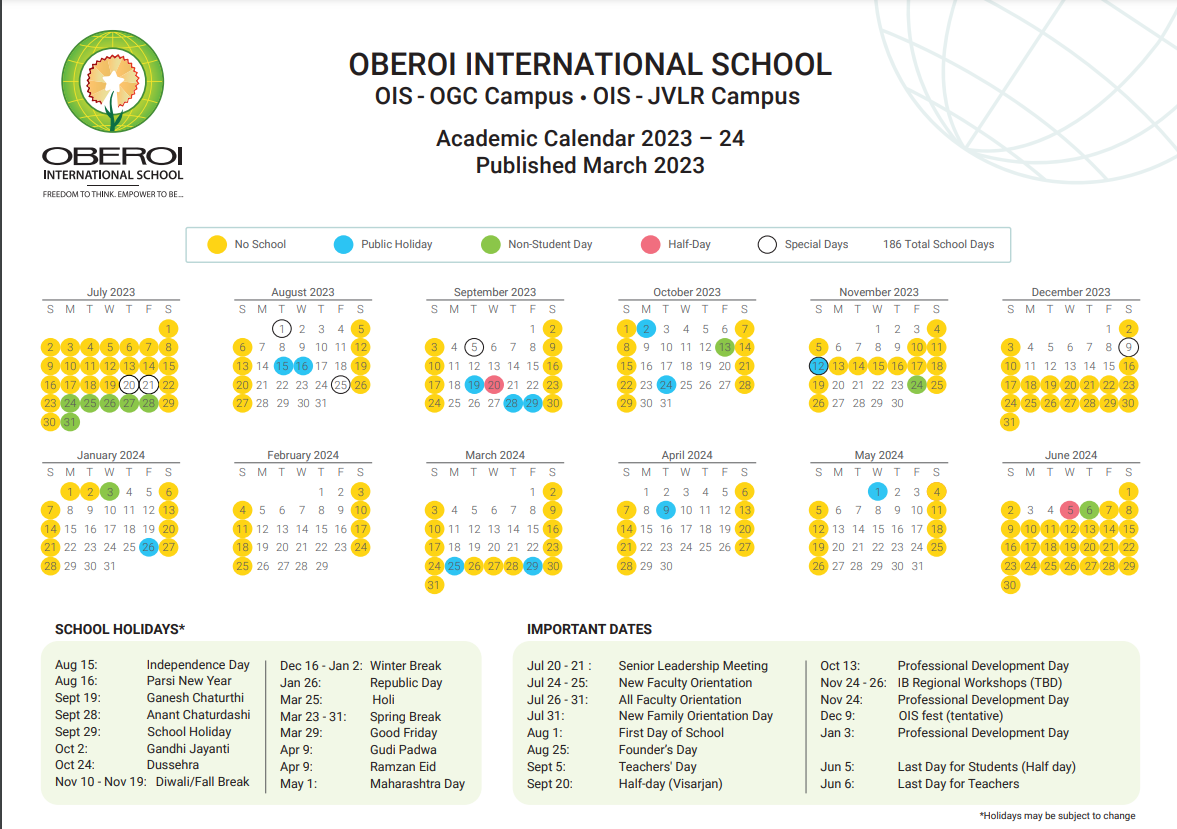 OBEROI INTERNATIONAL SCHOOL
OIS - OGC Campus • OIS - JVLR Campus
Academic Calendar 2023 – 24
Published March 2023
OBEROI
INTERNATIONAL SCHOOL
FREEDOM TO THINK. EMPOWER TO BE...
No School Public Holiday Non-Student Day Half-Day Special Days 186 Total School Days
July 2023
S M T W T F S
1
2 3 4 5 6 7 8
9 10 11 12 13 14 15
16 17 18 19 20 21 22
23 24 25 26 27 28 29
30 31
August 2023
S M T W T F S
1 2 3 4 5
6 7 8 9 10 11 12
13 14 15 16 17 18 19
20 21 22 23 24 25 26
27 28 29 30 31
September 2023
S M T W T F S
1 2
3 4 5 6 7 8 9
10 11 12 13 14 15 16
17 18 19 20 21 22 23
24 25 26 27 28 29 30
October 2023
S M T W T F S
1 2 3 4 5 6 7
8 9 10 11 12 13 14
15 16 17 18 19 20 21
22 23 24 25 26 27 28
29 30 31
November 2023
S M T W T F S
1 2 3 4
5 6 7 8 9 10 11
12 13 14 15 16 17 18
19 20 21 22 23 24 25
26 27 28 29 30
December 2023
S M T W T F S
1 2
3 4 5 6 7 8 9
10 11 12 13 14 15 16
17 18 19 20 21 22 23
24 25 26 27 28 29 30
31
January 2024
S M T W T F S
1 2 3 4 5 6
7 8 9 10 11 12 13
14 15 16 17 18 19 20
21 22 23 24 25 26 27
28 29 30 31
February 2024
S M T W T F S
1 2 3
4 5 6 7 8 9 10
11 12 13 14 15 16 17
18 19 20 21 22 23 24
25 26 27 28 29
March 2024
S M T W T F S
1 2
3 4 5 6 7 8 9
10 11 12 13 14 15 16
17 18 19 20 21 22 23
24 25 26 27 28 29 30
31
April 2024
S M T W T F S
1 2 3 4 5 6
7 8 9 10 11 12 13
14 15 16 17 18 19 20
21 22 23 24 25 26 27
28 29 30
May 2024
S M T W T F S
1 2 3 4
5 6 7 8 9 10 11
12 13 14 15 16 17 18
19 20 21 22 23 24 25
26 27 28 29 30 31
June 2024
S M T W T F S
1
2 3 4 5 6 7 8
9 10 11 12 13 14 15
16 17 18 19 20 21 22
23 24 25 26 27 28 29
30
SCHOOL HOLIDAYS*
Aug 15: Independence Day
Aug 16: Parsi New Year
Sept 19: Ganesh Chaturthi
Sept 28: Anant Chaturdashi
Sept 29: School Holiday
Oct 2: Gandhi Jayanti
Oct 24: Dussehra
Nov 10 - Nov 19: Diwali/Fall Break
Dec 16 - Jan 2: Winter Break
Jan 26: Republic Day
Mar 25: Holi
Mar 23 - 31: Spring Break
Mar 29: Good Friday
Apr 9: Gudi Padwa
Apr 9: Ramzan Eid
May 1: Maharashtra Day
IMPORTANT DATES
Jul 20 - 21 : Senior Leadership Meeting
Jul 24 - 25: New Faculty Orientation
Jul 26 - 31: All Faculty Orientation
Jul 31: New Family Orientation Day
Aug 1: First Day of School
Aug 25: Founder's Day
Sept 5: Teachers' Day
Sept 20: Half-day (Visarjan)
Oct 13: Professional Development Day
Nov 24 - 26: IB Regional Workshops (TBD)
Nov 24: Professional Development Day
Dec 9: OIS fest (tentative)
Jan 3: Professional Development Day
Jun 5: Last Day for Students (Half day)
Jun 6: Last Day for Teachers
*Holidays may be subject to change